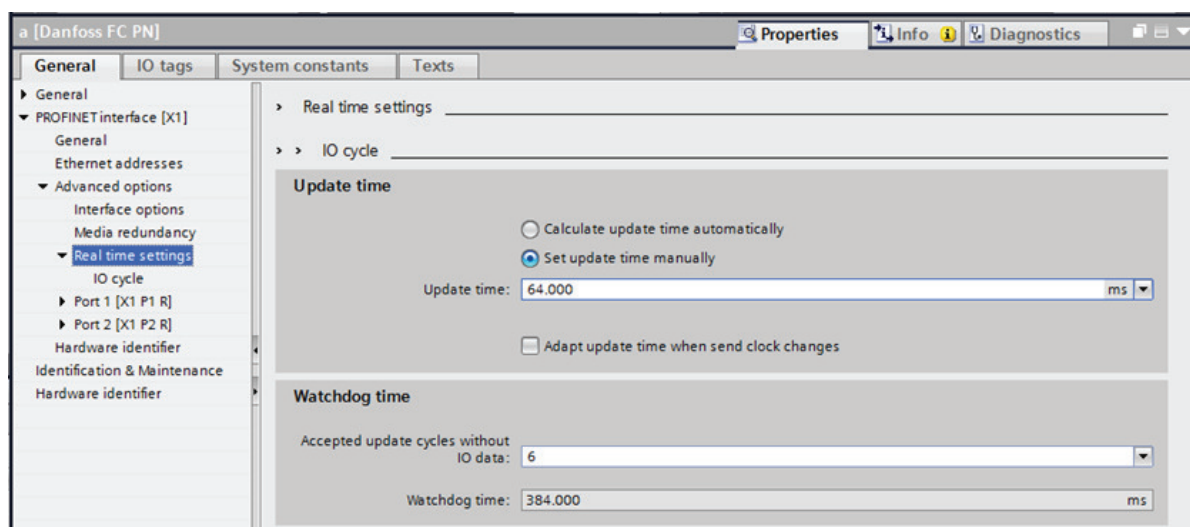 a [Danfoss FC PN]
Properties
Info
Diagnostics
General
IO tags
System constants
Texts
General
PROFINET interface [X1]
General
Ethernet addresses
Advanced options
Interface options
Media redundancy
Real time settings
IO cycle
Port 1 [X1 P1 R]
Port 2 [X1 P2 R]
Hardware identifier
Identification & Maintenance
Hardware identifier
Real time settings
IO cycle
Update time
Calculate update time automatically
Set update time manually
Update time: 64.000 ms
Adapt update time when send clock changes
Watchdog time
Accepted update cycles without
IO data: 6
Watchdog time: 384.000 ms